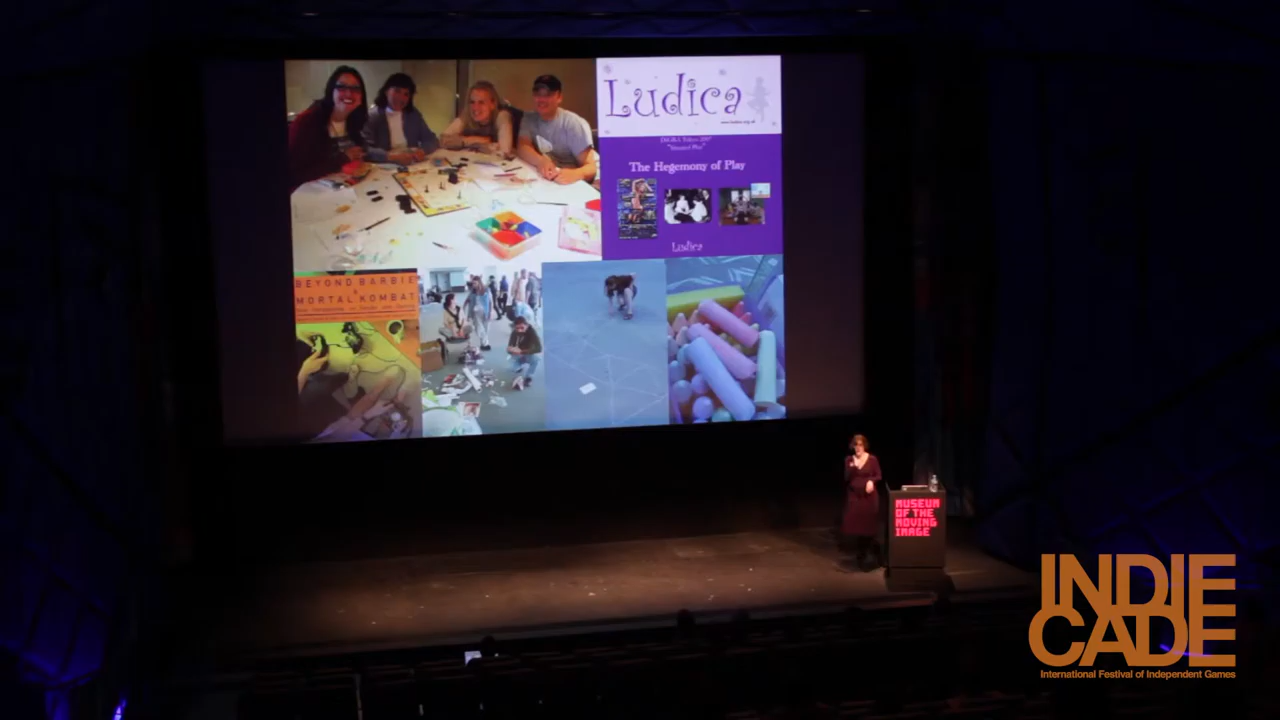 Ludica
The Hegemony of Play
Ludica
BEYOND BARBIE
MORTAL KOMBAT
MUSEUM
OF THE
MOVING
IMAGE
INDIE
CADE
International Festival of Independent Games